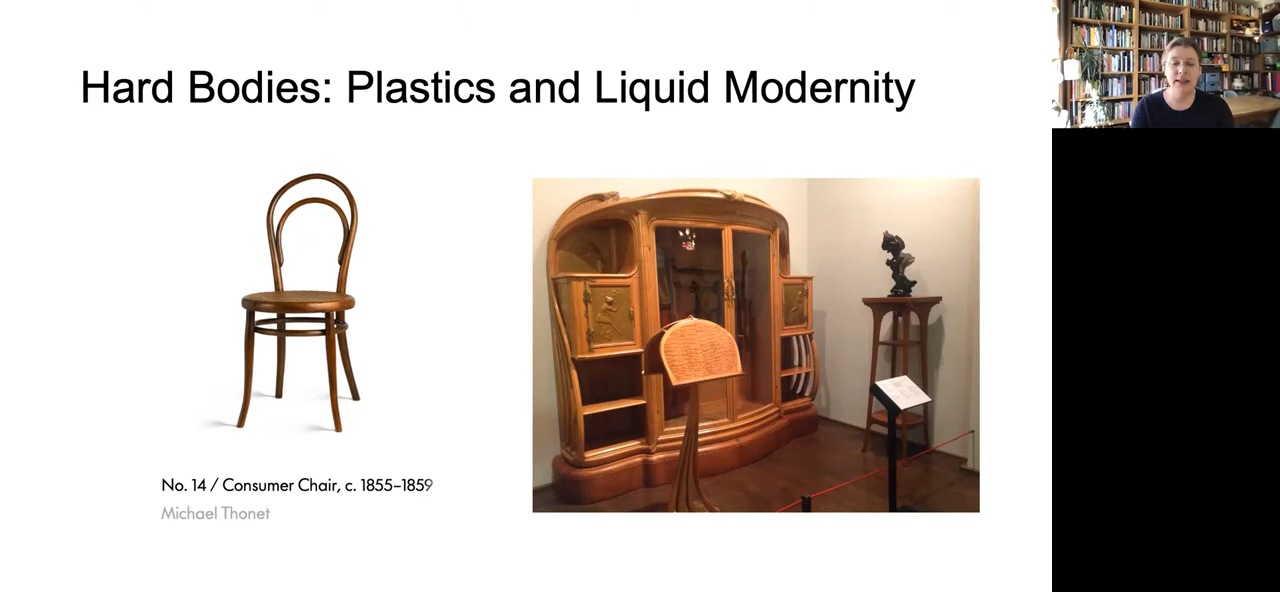 Hard Bodies: Plastics and Liquid Modernity
No. 14 / Consumer Chair, c. 1855–1859
Michael Thonet